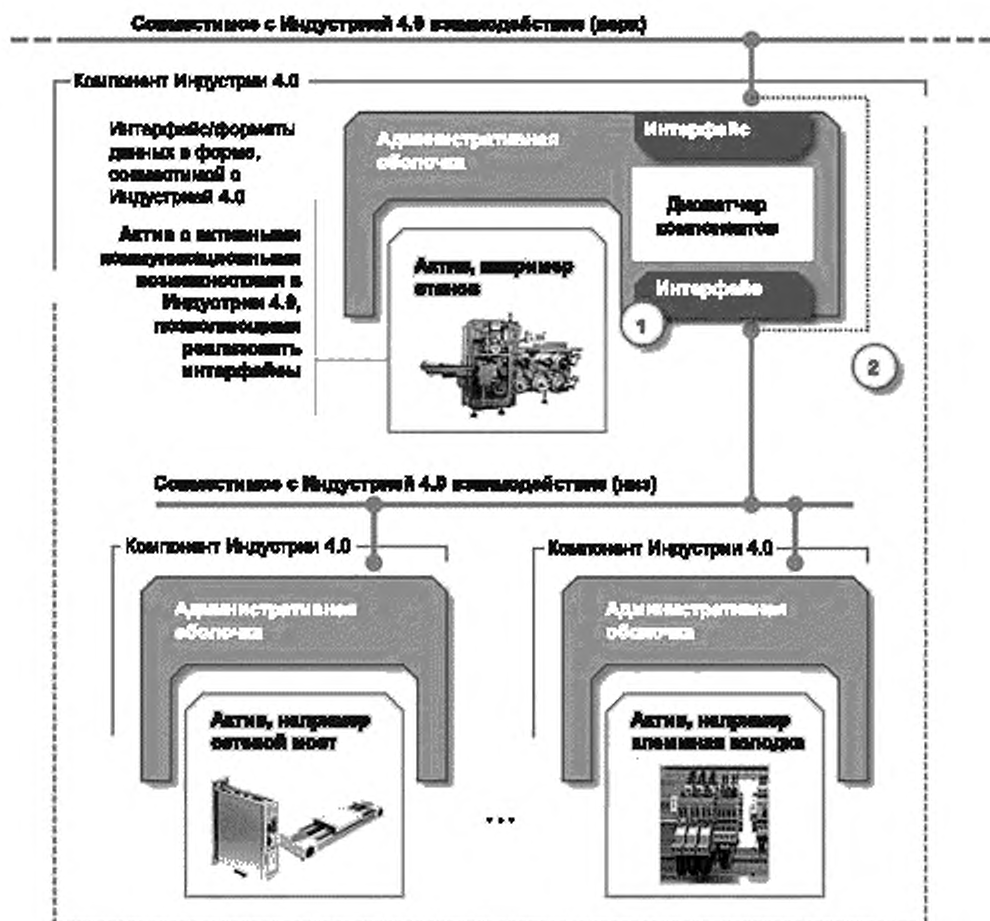 Совместимое с Индустрией 4.0 взаимодействие (верх)
Компонент Индустрии 4.0
Интерфейс/форматы
данных в форме,
совместимой с
Индустрией 4.0
Актив с активными
коммуникационными
возможностями в
Индустрии 4.0,
позволяющими
реализовать
интерфейсы
Административная
оболочка
Интерфейс
Диспетчер
компонентов
Интерфейс
Актив, например
станок
1
2
Совместимое с Индустрией 4.0 взаимодействие (низ)
Компонент Индустрии 4.0
Административная
оболочка
Актив, например
сетевой мост
...
Компонент Индустрии 4.0
Административная
оболочка
Актив, например
клеммная колодка